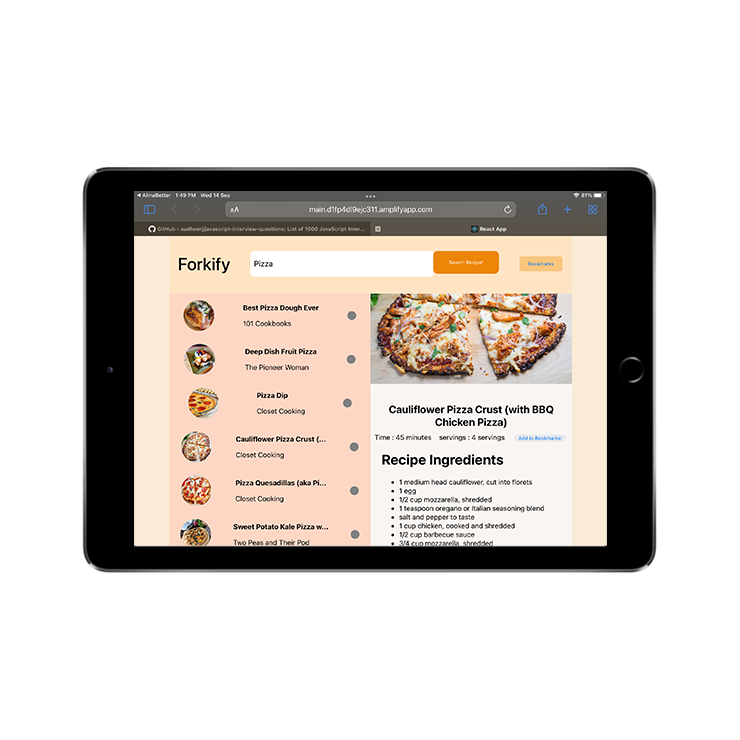 AlmaBetter 1:49 PM Wed 14 Sep
81%
AA main.d1fp4dl9ejc311.amplifyapp.com
GitHub - sudheerj/javascript-interview-questions: List of 1000 JavaScript Inter...
React App
Forkify
Pizza
Search Recipe!
Bookmarks
Best Pizza Dough Ever
101 Cookbooks
Deep Dish Fruit Pizza
The Pioneer Woman
Pizza Dip
Closet Cooking
Cauliflower Pizza Crust (...
Closet Cooking
Pizza Quesadillas (aka Pi...
Closet Cooking
Sweet Potato Kale Pizza w...
Two Peas and Their Pod
Cauliflower Pizza Crust (with BBQ
Chicken Pizza)
Time : 45 minutes servings : 4 servings Add to Bookmarks!
Recipe Ingredients
1 medium head cauliflower, cut into florets
1 egg
1/2 cup mozzarella, shredded
1 teaspoon oregano or Italian seasoning blend
salt and pepper to taste
1 cup chicken, cooked and shredded
1/2 cup barbecue sauce
3/4 cup mozzarella, shredded